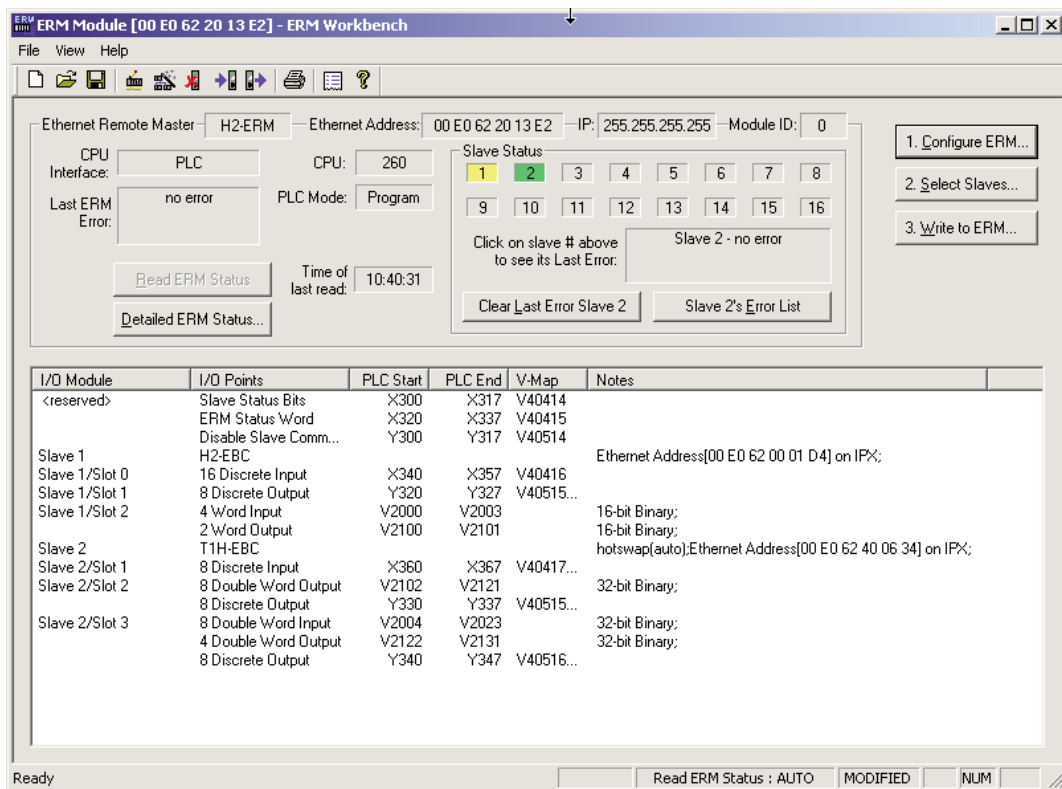 ERM Module [00 E0 62 20 13 E2] - ERM Workbench
File View Help
Ethernet Remote Master H2-ERM Ethernet Address: 00 E0 62 20 13 E2 IP: 255.255.255.255 Module ID: 0
CPU Interface: PLC CPU: 260
Last ERM Error: no error PLC Mode: Program
Read ERM Status Time of last read: 10:40:31
Detailed ERM Status...
Slave Status
1 2 3 4 5 6 7 8
9 10 11 12 13 14 15 16
Click on slave # above to see its Last Error: Slave 2 - no error
Clear Last Error Slave 2 Slave 2's Error List
1. Configure ERM...
2. Select Slaves...
3. Write to ERM...
I/O Module I/O Points PLC Start PLC End V-Map Notes
<reserved> Slave Status Bits X300 X317 V40414
ERM Status Word X320 X337 V40415
Disable Slave Comm... Y300 Y317 V40514
Slave 1 H2-EBC Ethernet Address[00 E0 62 00 01 D4] on IPX;
Slave 1/Slot 0 16 Discrete Input X340 X357 V40416
Slave 1/Slot 1 8 Discrete Output Y320 Y327 V40515...
Slave 1/Slot 2 4 Word Input V2000 V2003 16-bit Binary;
2 Word Output V2100 V2101 16-bit Binary;
Slave 2 T1H-EBC hotswap(auto);Ethernet Address[00 E0 62 40 06 34] on IPX;
Slave 2/Slot 1 8 Discrete Input X360 X367 V40417...
Slave 2/Slot 2 8 Double Word Output V2102 V2121 32-bit Binary;
8 Discrete Output Y330 Y337 V40515...
Slave 2/Slot 3 8 Double Word Input V2004 V2023 32-bit Binary;
4 Double Word Output V2122 V2131 32-bit Binary;
8 Discrete Output Y340 Y347 V40516...
Ready Read ERM Status : AUTO MODIFIED NUM